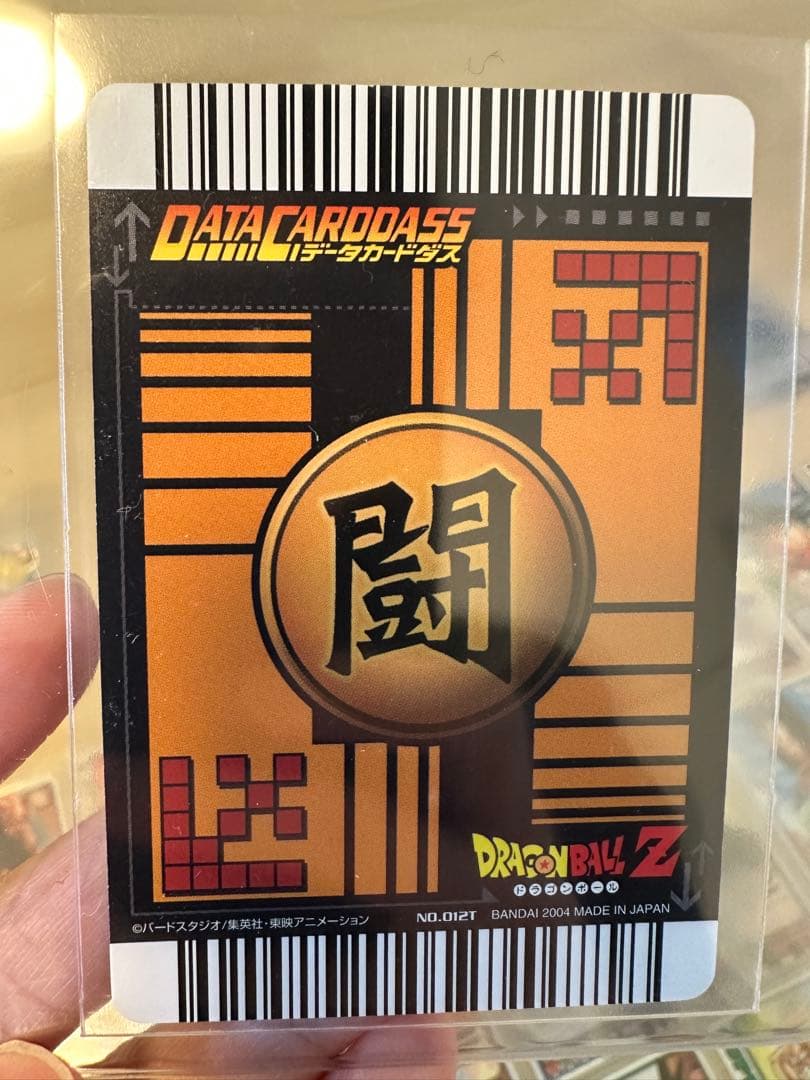 DATA CARDDASS
データカードダス
闘
DRAGONBALL Z
ドラゴンボール
©バードスタジオ/集英社・東映アニメーション NO.012T BANDAI 2004 MADE IN JAPAN